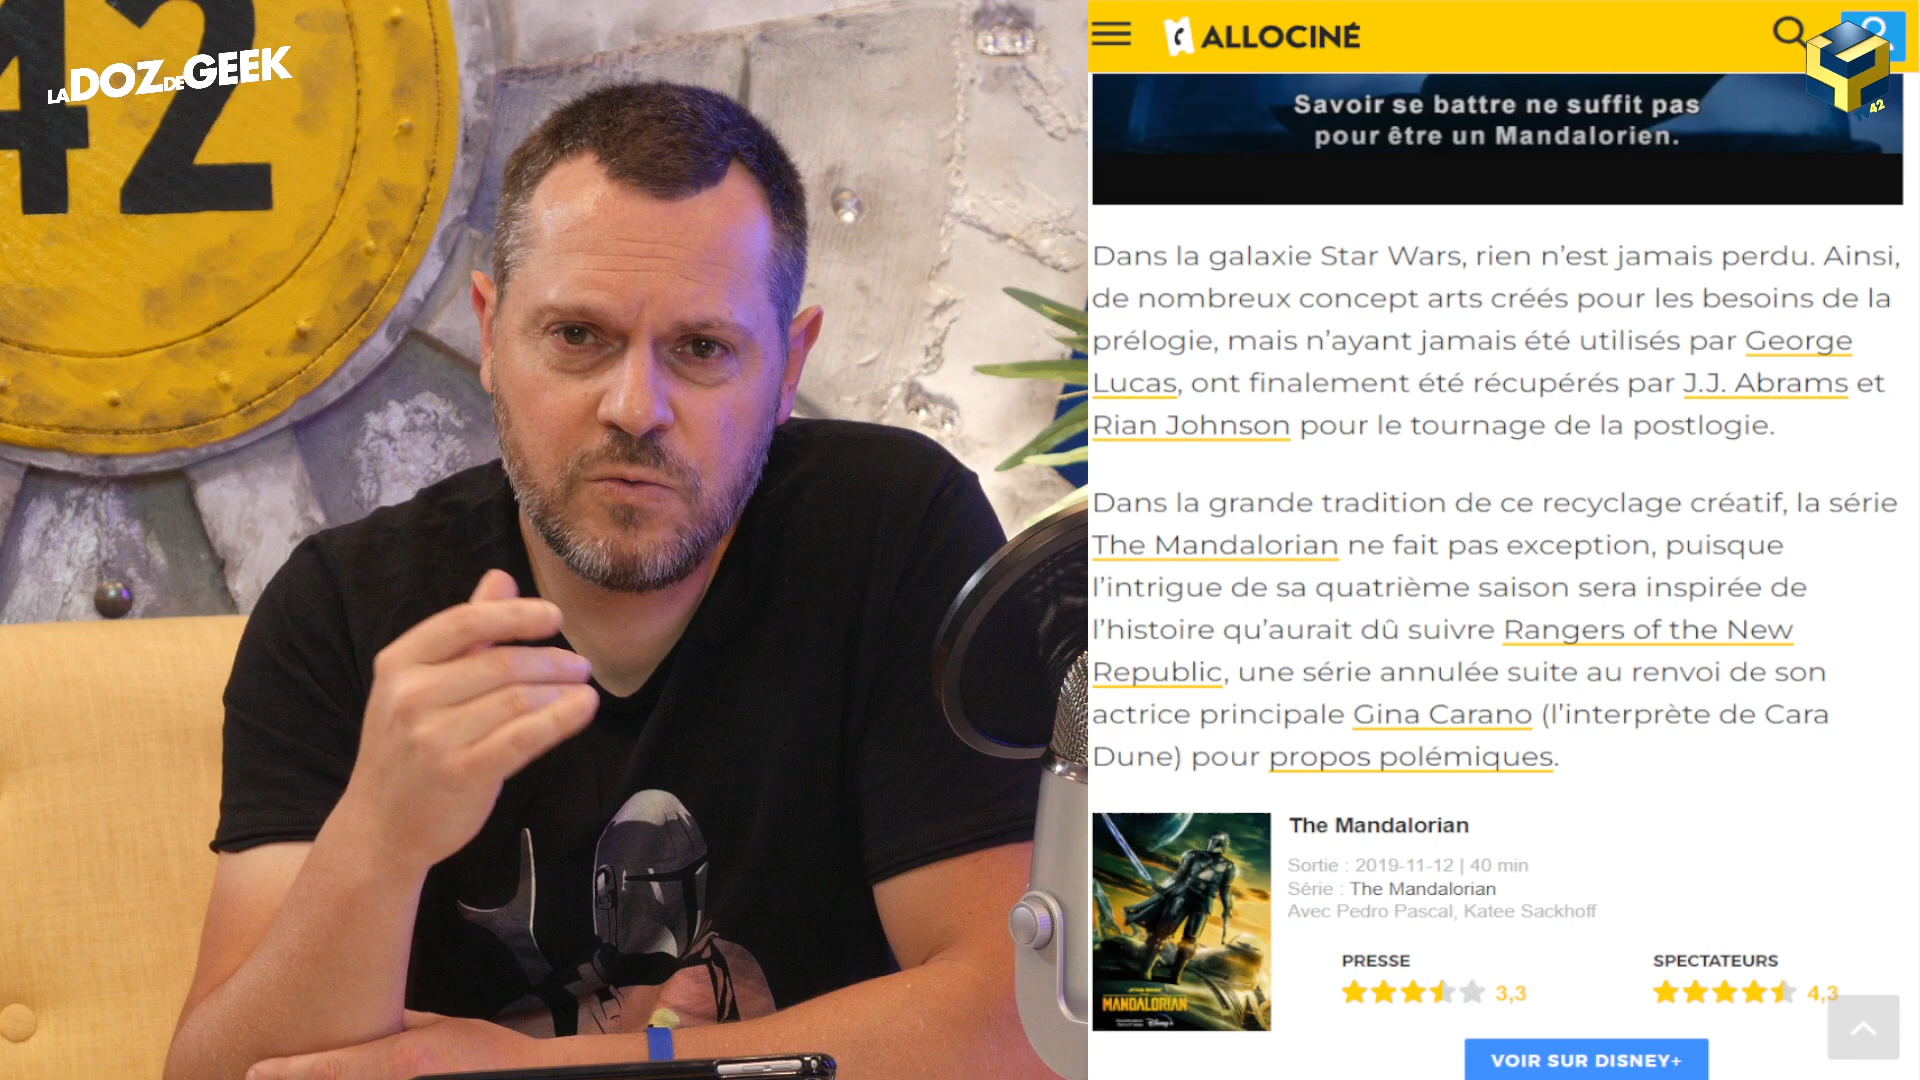 LA DOZ DE GEEK
42
ALLOCINÉ
42
Savoir se battre ne suffit pas
pour être un Mandalorien.
Dans la galaxie Star Wars, rien n’est jamais perdu. Ainsi,
de nombreux concept arts créés pour les besoins de la
prélogie, mais n’ayant jamais été utilisés par George
Lucas, ont finalement été récupérés par J.J. Abrams et
Rian Johnson pour le tournage de la postlogie.
Dans la grande tradition de ce recyclage créatif, la série
The Mandalorian ne fait pas exception, puisque
l’intrigue de sa quatrième saison sera inspirée de
l’histoire qu’aurait dû suivre Rangers of the New
Republic, une série annulée suite au renvoi de son
actrice principale Gina Carano (l’interprète de Cara
Dune) pour propos polémiques.
The Mandalorian
Sortie : 2019-11-12 | 40 min
Série : The Mandalorian
Avec Pedro Pascal, Katee Sackhoff
PRESSE
3,3
SPECTATEURS
4,3
STAR WARS
THE
MANDALORIAN
Disney+
VOIR SUR DISNEY+